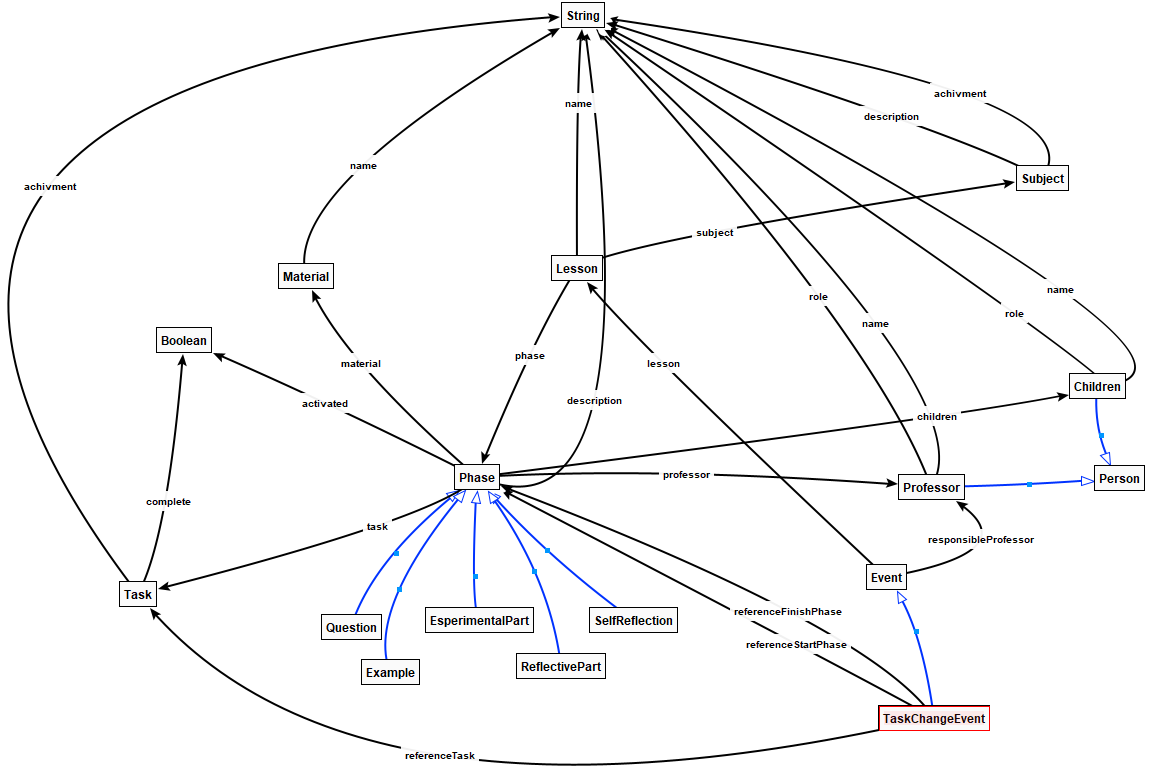 String
achivment
name
description
name
achivment
Subject
subject
Lesson
Material
name
role
role
name
Boolean
phase
material
lesson
Children
activated
description
children
Phase
professor
Person
Professor
complete
task
responsibleProfessor
Event
Task
referenceFinishPhase
EsperimentalPart
SelfReflection
Question
referenceStartPhase
ReflectivePart
Example
TaskChangeEvent
referenceTask